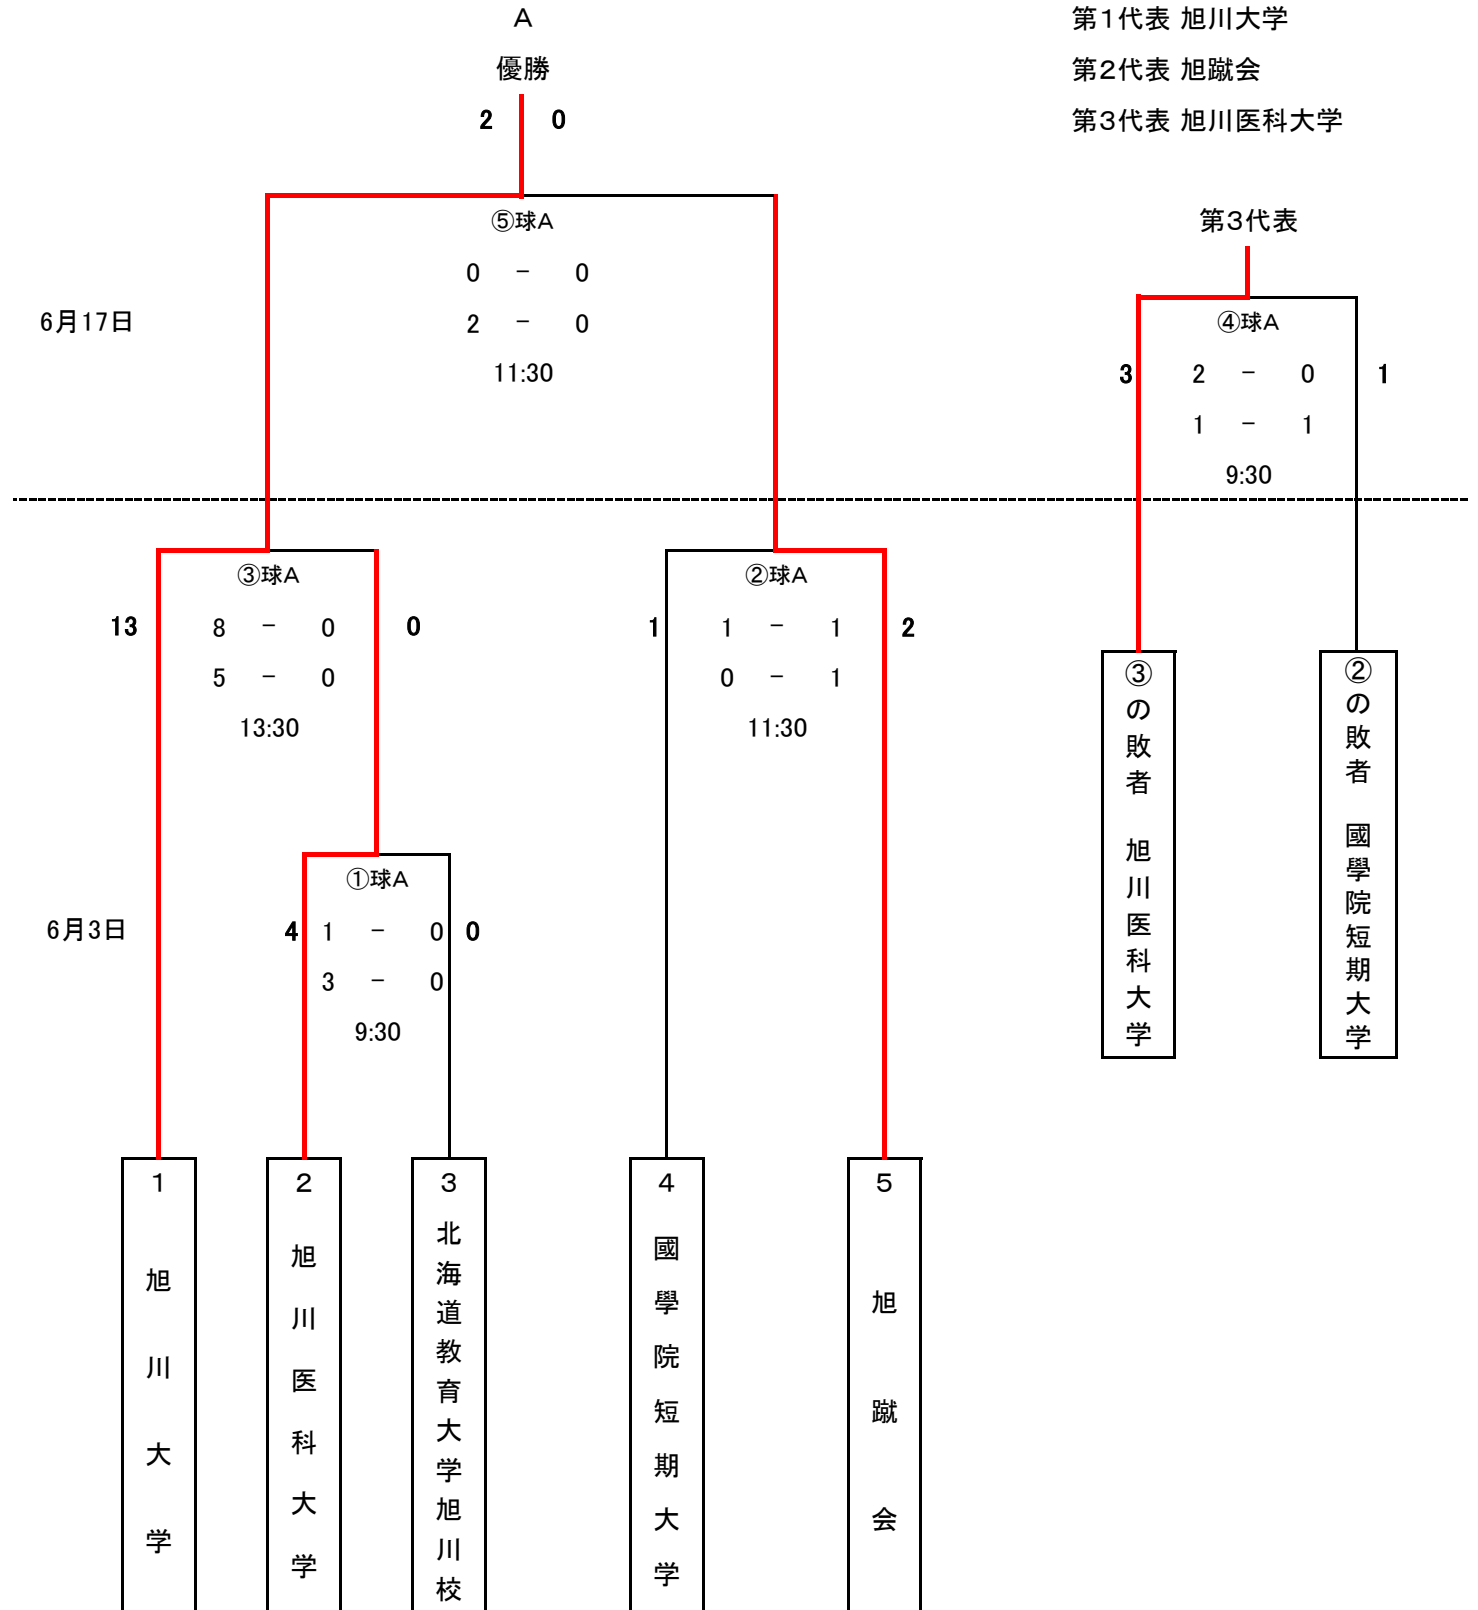 A
優勝
2 0
第1代表 旭川大学
第2代表 旭蹴会
第3代表 旭川医科大学
⑤球A
0 － 0
2 － 0
11:30
6月17日
第3代表
④球A
3 2 － 0 1
1 － 1
9:30
③球A
13 8 － 0 0
5 － 0
13:30
②球A
1 1 － 1 2
0 － 1
11:30
③の敗者 旭川医科大学
②の敗者 國學院短期大学
①球A
6月3日
4 1 － 0 0
3 － 0
9:30
1 旭川大学
2 旭川医科大学
3 北海道教育大学旭川校
4 國學院短期大学
5 旭蹴会